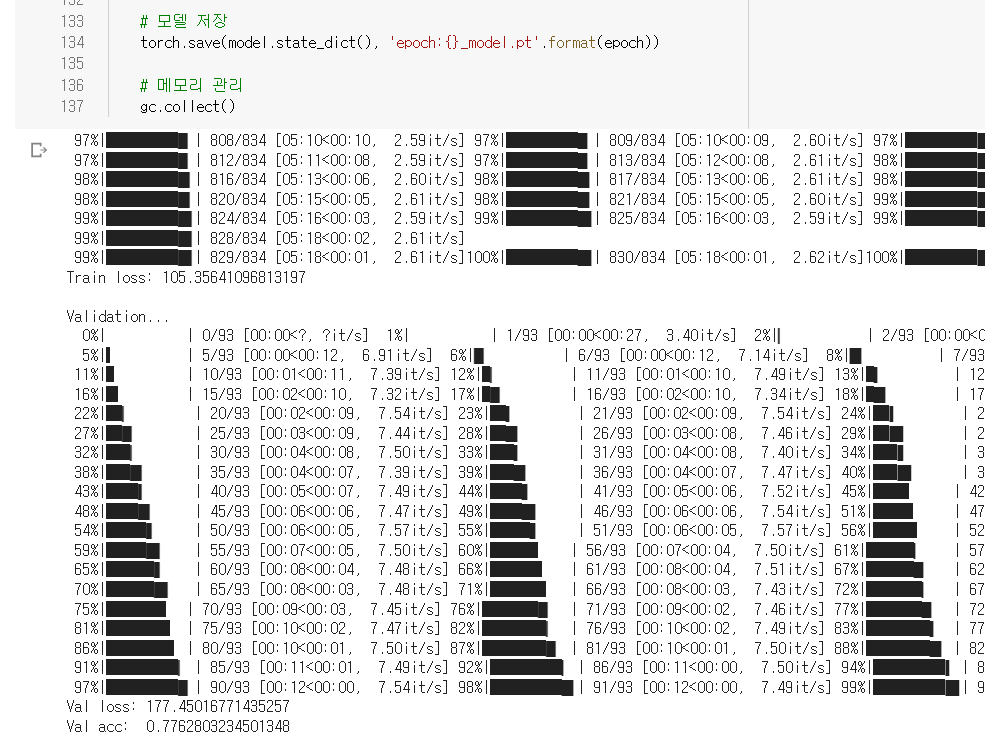 132
133 # 모델 저장
134 torch.save(model.state_dict(), 'epoch:{}_model.pt'.format(epoch))
135
136 # 메모리 관리
137 gc.collect()
97%| | 808/834 [05:10<00:10, 2.59it/s] 97%| | 809/834 [05:10<00:09, 2.60it/s] 97%|
97%| | 812/834 [05:11<00:08, 2.59it/s] 97%| | 813/834 [05:12<00:08, 2.61it/s] 98%|
98%| | 816/834 [05:13<00:06, 2.60it/s] 98%| | 817/834 [05:13<00:06, 2.61it/s] 98%|
98%| | 820/834 [05:15<00:05, 2.61it/s] 98%| | 821/834 [05:15<00:05, 2.60it/s] 99%|
99%| | 824/834 [05:16<00:03, 2.59it/s] 99%| | 825/834 [05:16<00:03, 2.59it/s] 99%|
99%| | 828/834 [05:18<00:02, 2.61it/s]
99%| | 829/834 [05:18<00:01, 2.61it/s]100%| | 830/834 [05:18<00:01, 2.62it/s]100%|
Train loss: 105.35641096813197
Validation...
0%| | 0/93 [00:00<?, ?it/s] 1%| | 1/93 [00:00<00:27, 3.40it/s] 2%| | 2/93 [00:00<0
5%| | 5/93 [00:00<00:12, 6.91it/s] 6%| | 6/93 [00:00<00:12, 7.14it/s] 8%| | 7/93
11%| | 10/93 [00:01<00:11, 7.39it/s] 12%| | 11/93 [00:01<00:10, 7.49it/s] 13%| | 12
16%| | 15/93 [00:02<00:10, 7.32it/s] 17%| | 16/93 [00:02<00:10, 7.34it/s] 18%| | 17
22%| | 20/93 [00:02<00:09, 7.54it/s] 23%| | 21/93 [00:02<00:09, 7.54it/s] 24%| | 2
27%| | 25/93 [00:03<00:09, 7.44it/s] 28%| | 26/93 [00:03<00:08, 7.46it/s] 29%| | 2
32%| | 30/93 [00:04<00:08, 7.50it/s] 33%| | 31/93 [00:04<00:08, 7.40it/s] 34%| | 3
38%| | 35/93 [00:04<00:07, 7.39it/s] 39%| | 36/93 [00:04<00:07, 7.47it/s] 40%| | 3
43%| | 40/93 [00:05<00:07, 7.49it/s] 44%| | 41/93 [00:05<00:06, 7.52it/s] 45%| | 42
48%| | 45/93 [00:06<00:06, 7.47it/s] 49%| | 46/93 [00:06<00:06, 7.54it/s] 51%| | 47
54%| | 50/93 [00:06<00:05, 7.57it/s] 55%| | 51/93 [00:06<00:05, 7.57it/s] 56%| | 52
59%| | 55/93 [00:07<00:05, 7.50it/s] 60%| | 56/93 [00:07<00:04, 7.50it/s] 61%| | 57
65%| | 60/93 [00:08<00:04, 7.48it/s] 66%| | 61/93 [00:08<00:04, 7.51it/s] 67%| | 62
70%| | 65/93 [00:08<00:03, 7.48it/s] 71%| | 66/93 [00:08<00:03, 7.43it/s] 72%| | 67
75%| | 70/93 [00:09<00:03, 7.45it/s] 76%| | 71/93 [00:09<00:02, 7.46it/s] 77%| | 72
81%| | 75/93 [00:10<00:02, 7.47it/s] 82%| | 76/93 [00:10<00:02, 7.49it/s] 83%| | 77
86%| | 80/93 [00:10<00:01, 7.50it/s] 87%| | 81/93 [00:10<00:01, 7.50it/s] 88%| | 82
91%| | 85/93 [00:11<00:01, 7.49it/s] 92%| | 86/93 [00:11<00:00, 7.50it/s] 94%| | 8
97%| | 90/93 [00:12<00:00, 7.54it/s] 98%| | 91/93 [00:12<00:00, 7.49it/s] 99%| | 9
Val loss: 177.45016771435257
Val acc: 0.7762803234501348